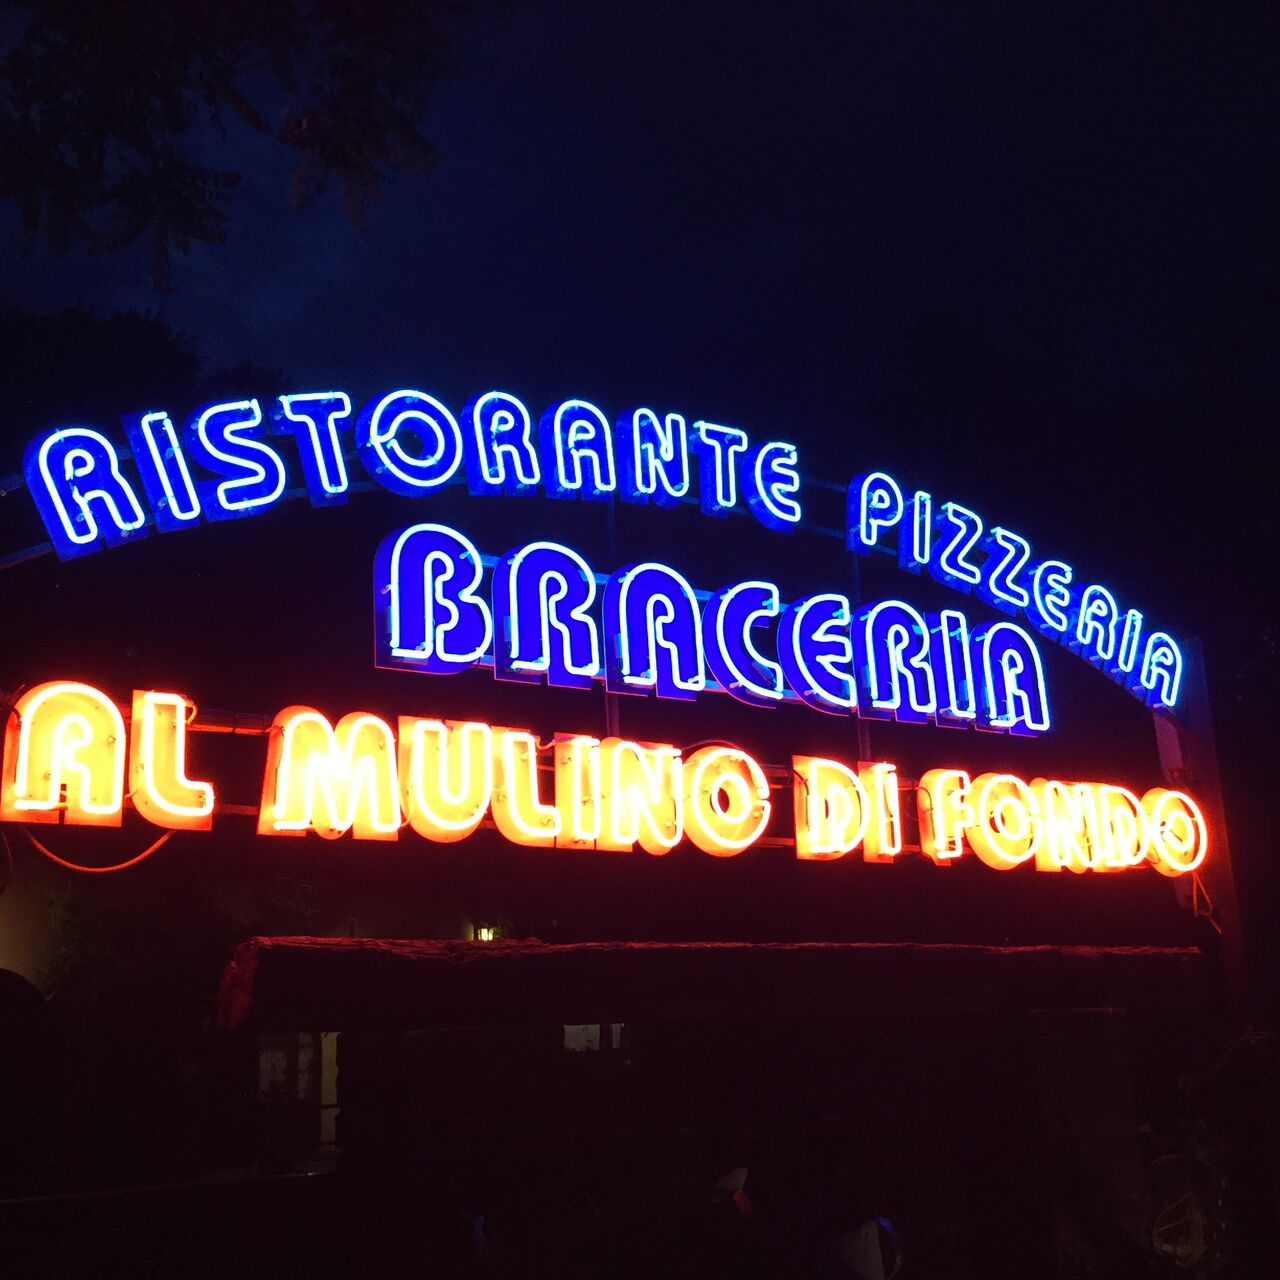 RISTORANTE PIZZERIA
BRACERIA
AL MULINO DI FONDO